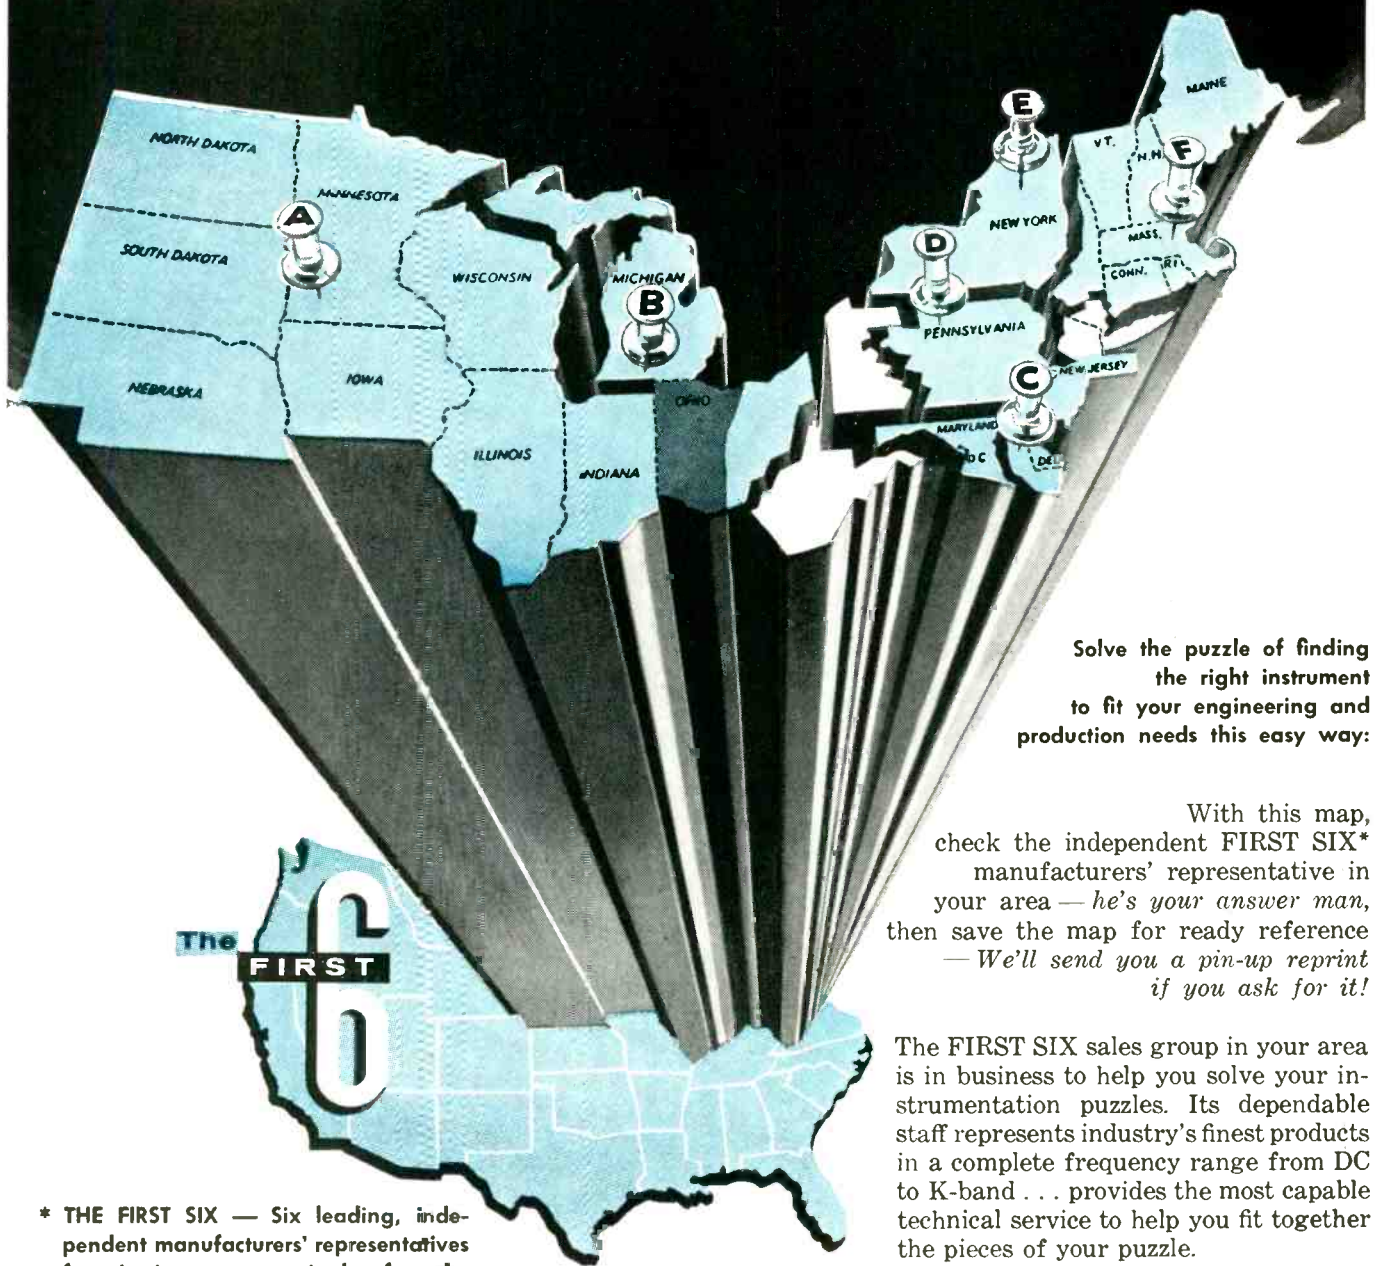 MAINE
E
VT.
N.H.
F
NORTH DAKOTA
MINNESOTA
A
NEW YORK
D
MASS.
SOUTH DAKOTA
WISCONSIN
MICHIGAN
B
CONN.
R.I.
PENNSYLVANIA
NEW JERSEY
C
NEBRASKA
IOWA
OHIO
MARYLAND
ILLINOIS
INDIANA
DC
DEL
Solve the puzzle of finding
the right instrument
to fit your engineering and
production needs this easy way:
With this map,
check the independent FIRST SIX*
manufacturers' representative in
your area — he's your answer man,
then save the map for ready reference
— We'll send you a pin-up reprint
if you ask for it!
The
FIRST
6
The FIRST SIX sales group in your area
is in business to help you solve your in-
strumentation puzzles. Its dependable
staff represents industry's finest products
in a complete frequency range from DC
to K-band . . . provides the most capable
technical service to help you fit together
the pieces of your puzzle.
* THE FIRST SIX — Six leading, inde-
pendent manufacturers' representatives